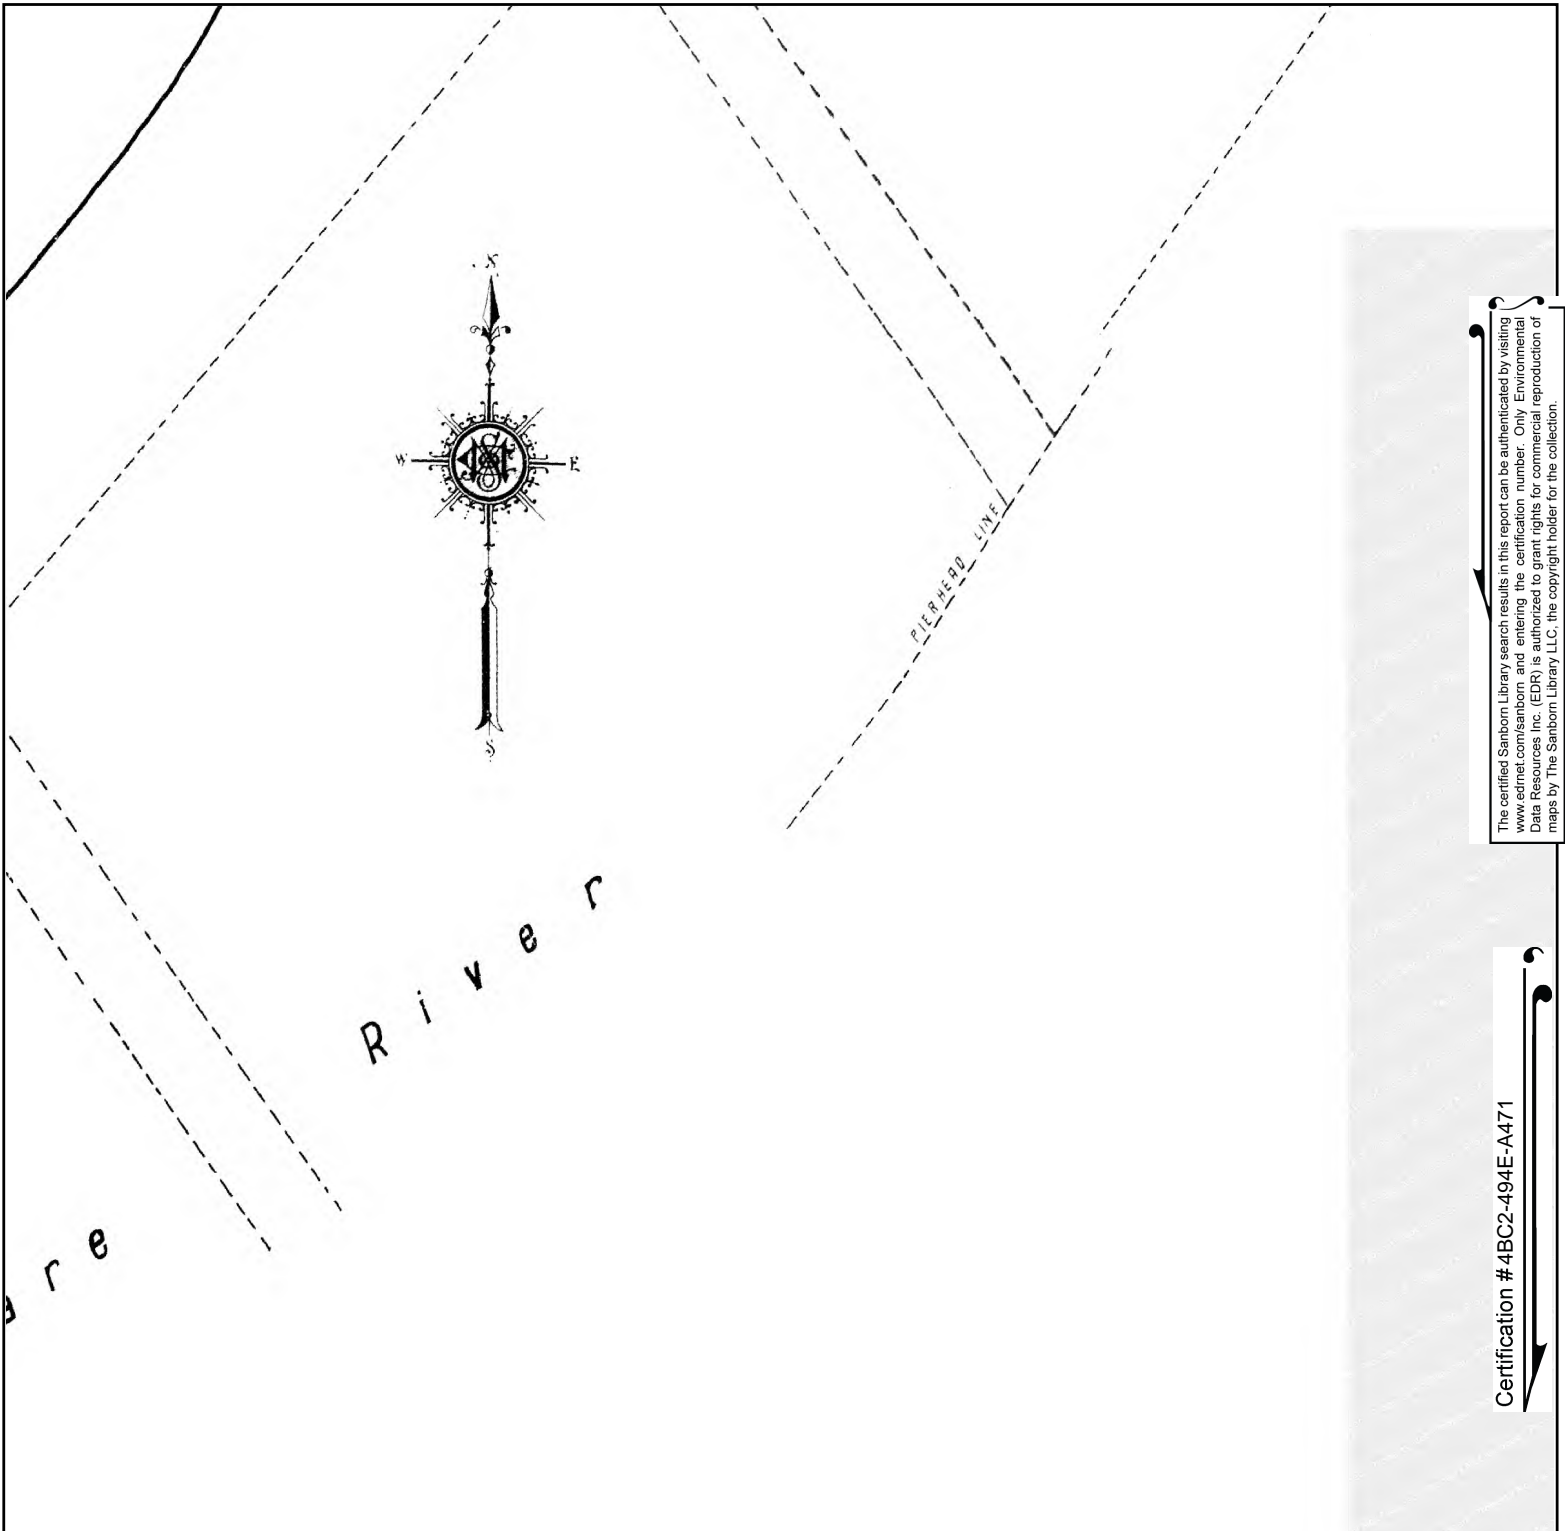 N
W E
S
PIERHEAD LINE
River
are
The certified Sanborn Library search results in this report can be authenticated by visiting
www.edrnet.com/sanborn and entering the certification number. Only Environmental
Data Resources Inc. (EDR) is authorized to grant rights for commercial reproduction of
maps by The Sanborn Library LLC, the copyright holder for the collection.
Certification # 4BC2-494E-A471